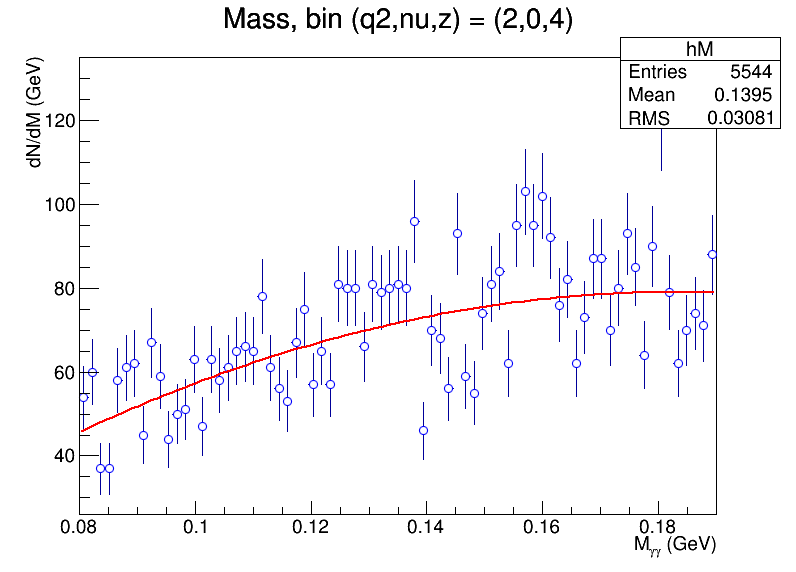 Mass, bin (q2,nu,z) = (2,0,4)
hM
Entries 5544
Mean 0.1395
RMS 0.03081
dN/dM (GeV)
120
100
80
60
40
0.08 0.1 0.12 0.14 0.16 0.18
Mγγ (GeV)